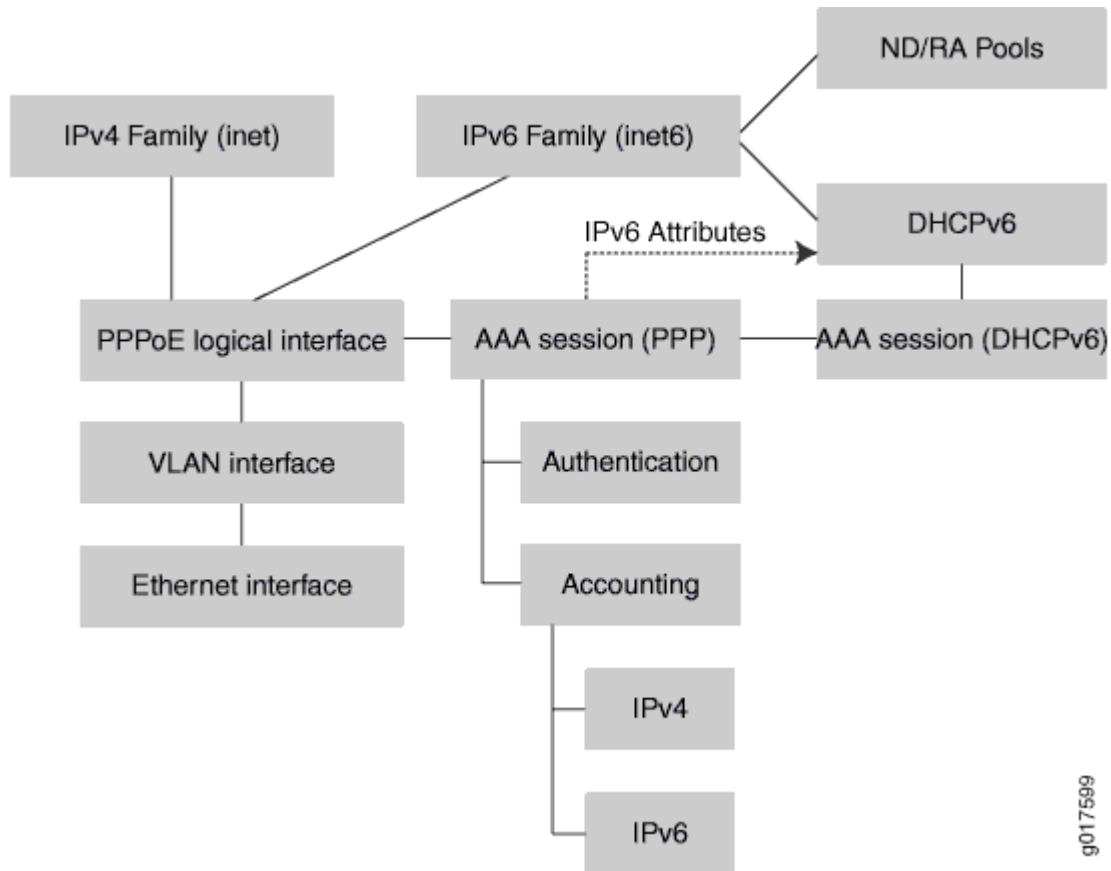 ND/RA Pools
IPv4 Family (inet)
IPv6 Family (inet6)
IPv6 Attributes
DHCPv6
PPPoE logical interface
AAA session (PPP)
AAA session (DHCPv6)
VLAN interface
Authentication
Ethernet interface
Accounting
IPv4
IPv6
g017599